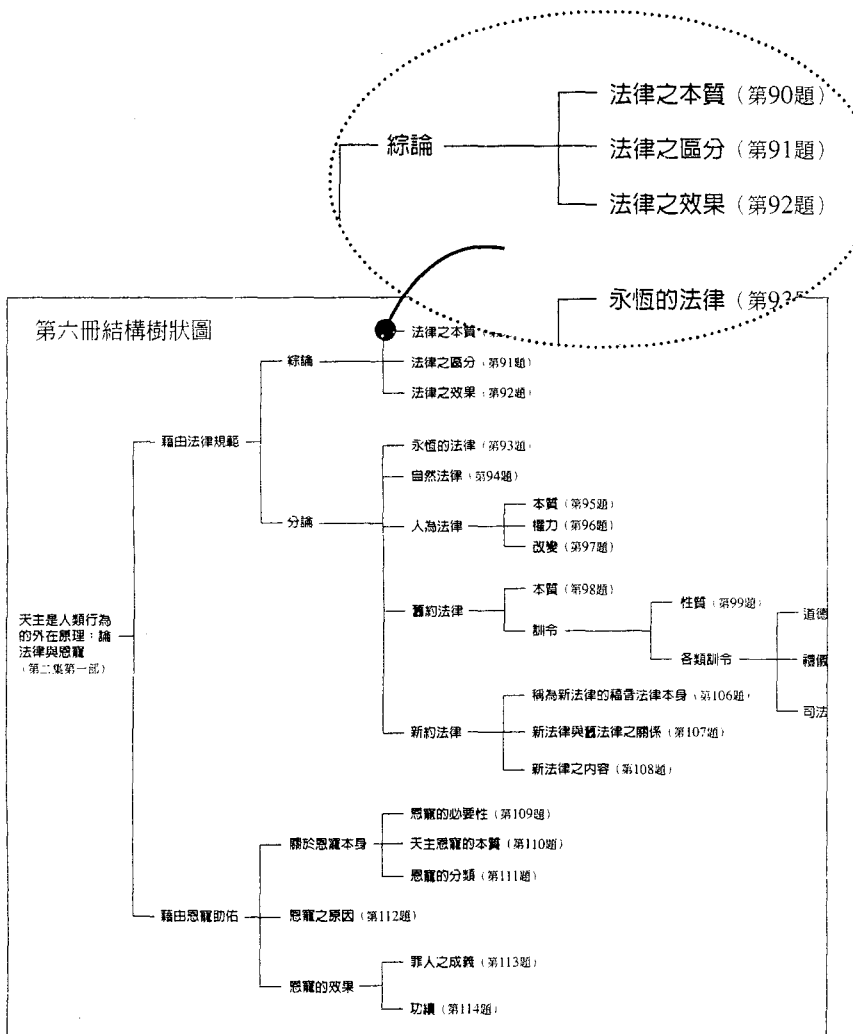 法律之本質（第90題）
綜論
法律之區分（第91題）
法律之效果（第92題）
永恆的法律（第93
第六冊結構樹狀圖
法律之本質
綜論
法律之區分（第91題）
法律之效果（第92題）
藉由法律規範
永恆的法律（第93題）
自然法律（第94題）
分論
人為法律
本質（第95題）
權力（第96題）
改變（第97題）
天主是人類行為
的外在原理：論
法律與恩寵
（第二集第一部）
舊約法律
本質（第98題）
訓令
性質（第99題）
各類訓令
道德
禮儀
司法
新約法律
稱為新法律的福音法律本身（第106題）
新法律與舊法律之關係（第107題）
新法律之內容（第108題）
藉由恩寵助佑
關於恩寵本身
恩寵的必要性（第109題）
天主恩寵的本質（第110題）
恩寵的分類（第111題）
恩寵之原因（第112題）
恩寵的效果
罪人之成義（第113題）
功績（第114題）